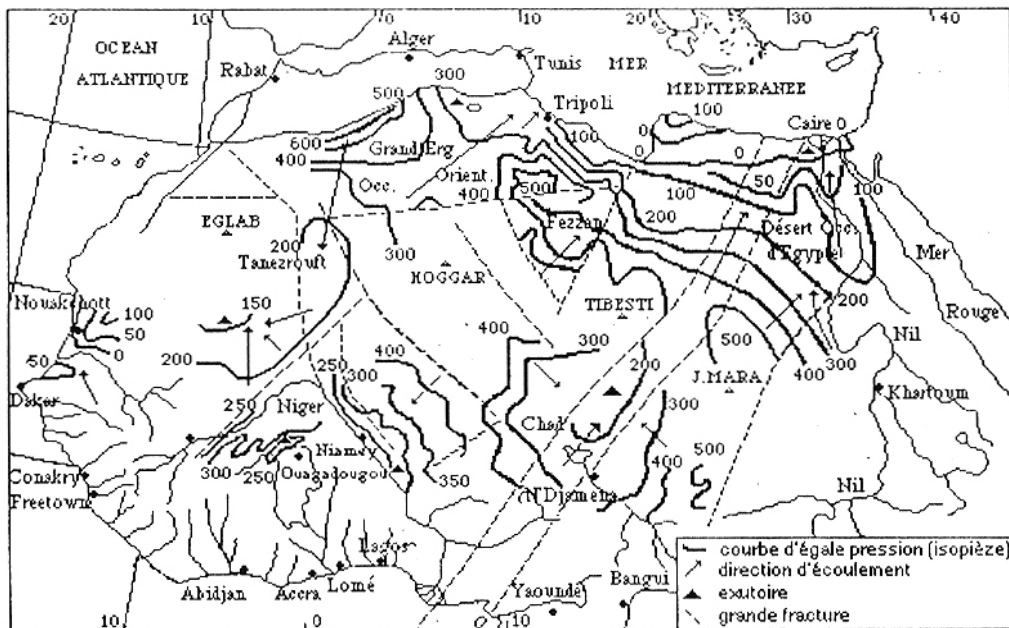 20
10
0
10
20
30
40
OCEAN
ATLANTIQUE
Alger
Rabat
Tunis
MER
MEDITERRANEE
Tripoli
Caire
0
300
500
600
400
100
100
0
0
0
50
100
Grand Erg
Occ.
Orient.
400
500
100
200
Fezzan
Désert Occ.
d'Egypte
Mer
Rouge
EGLAB
200
Tanezrouft
300
HOGGAR
TIBESTI
200
Nouakchott
100
50
0
150
200
50
Dakar
400
300
200
500
J.MARA
400
300
Nil
Khartoum
250
Niger
250
300
400
Niamey
Ouagadougou
300
250
350
Chad
N'Djamena
300
400
500
Nil
Conakry
Freetown
Lagos
Lomé
Accra
Abidjan
Yaoundé
Bangui
10
0
10
courbe d'égale pression (isopièze)
direction d'écoulement
exutoire
grande fracture